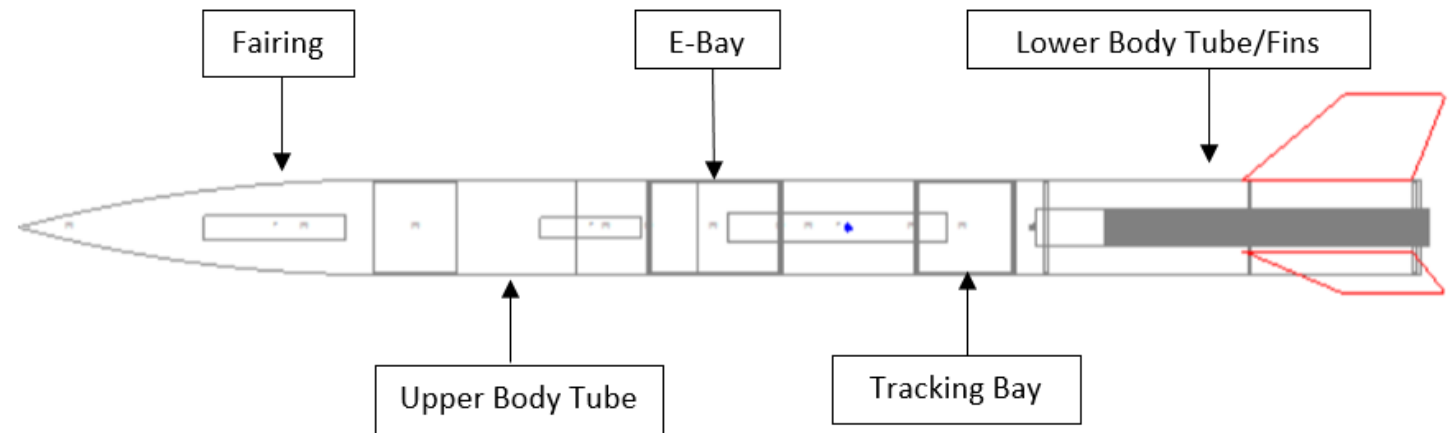 Fairing
E-Bay
Lower Body Tube/Fins
Upper Body Tube
Tracking Bay